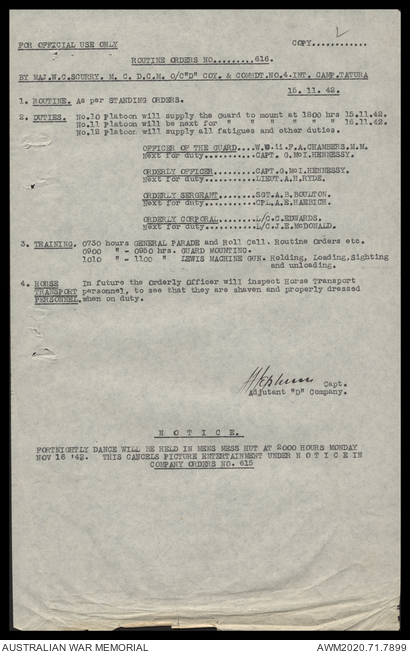 FOR OFFICIAL USE ONLY COPY............
ROUTINE ORDERS NO.........616.
BY MAJ.W.C.SCURRY. M. C. D.C.M. O/C"D" COY. & COMMDT.NO.4.INT. CAMP.TATURA
15. 11. 42.
1. ROUTINE. As per STANDING ORDERS.
2. DUTIES. No.10 Platoon will supply the guard to mount at 1800 hrs 15.11.42.
No.11 Platoon will be next for " " " " " " 16.11.42.
No.12 Platoon will supply all fatigues and other duties.
OFFICER OF THE GUARD....W.O.ii.F.A.CHAMBERS.M.M.
Next for duty...........CAPT. G.McI.HENNESSY.
ORDERLY OFFICER.........CAPT.G.McI.HENNESSY.
Next for duty...........LIEUT.A.R.RYDE.
ORDERLY SERGEANT........SGT.A.B.BOULTON.
Next for duty...........CPL.A.E.HABICH.
ORDERLY CORPORAL........L/C.C.EDWARDS.
Next for duty...........L/C.J.E.McDONALD.
3. TRAINING. 0730 hours GENERAL PARADE and Roll Call. Routine Orders etc.
0900 " - 0950 hrs. GUARD MOUNTING.
1010 " - 1100 " LEWIS MACHINE GUN. Holding, Loading,Sighting
and unloading.
4. HORSE In future the Orderly Officer will inspect Horse Transport
TRANSPORT personnel, to see that they are shaven and properly dressed
PERSONNEL. when on duty.
Capt.
Adjutant "D" Company.
N O T I C E.
FORTNIGHTLY DANCE WILL BE HELD IN MENS MESS HUT AT 2000 HOURS MONDAY
NOV 16 '42. THIS CANCELS PICTURE ENTERTAINMENT UNDER N O T I C E IN
COMPANY ORDERS NO. 615
AUSTRALIAN WAR MEMORIAL AWM2020.71.7899